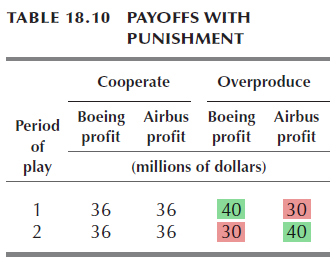 TABLE 18.10 PAYOFFS WITH
PUNISHMENT
Cooperate Overproduce
Period of play
Boeing profit Airbus profit Boeing profit Airbus profit
(millions of dollars)
1 36 36 40 30
2 36 36 30 40